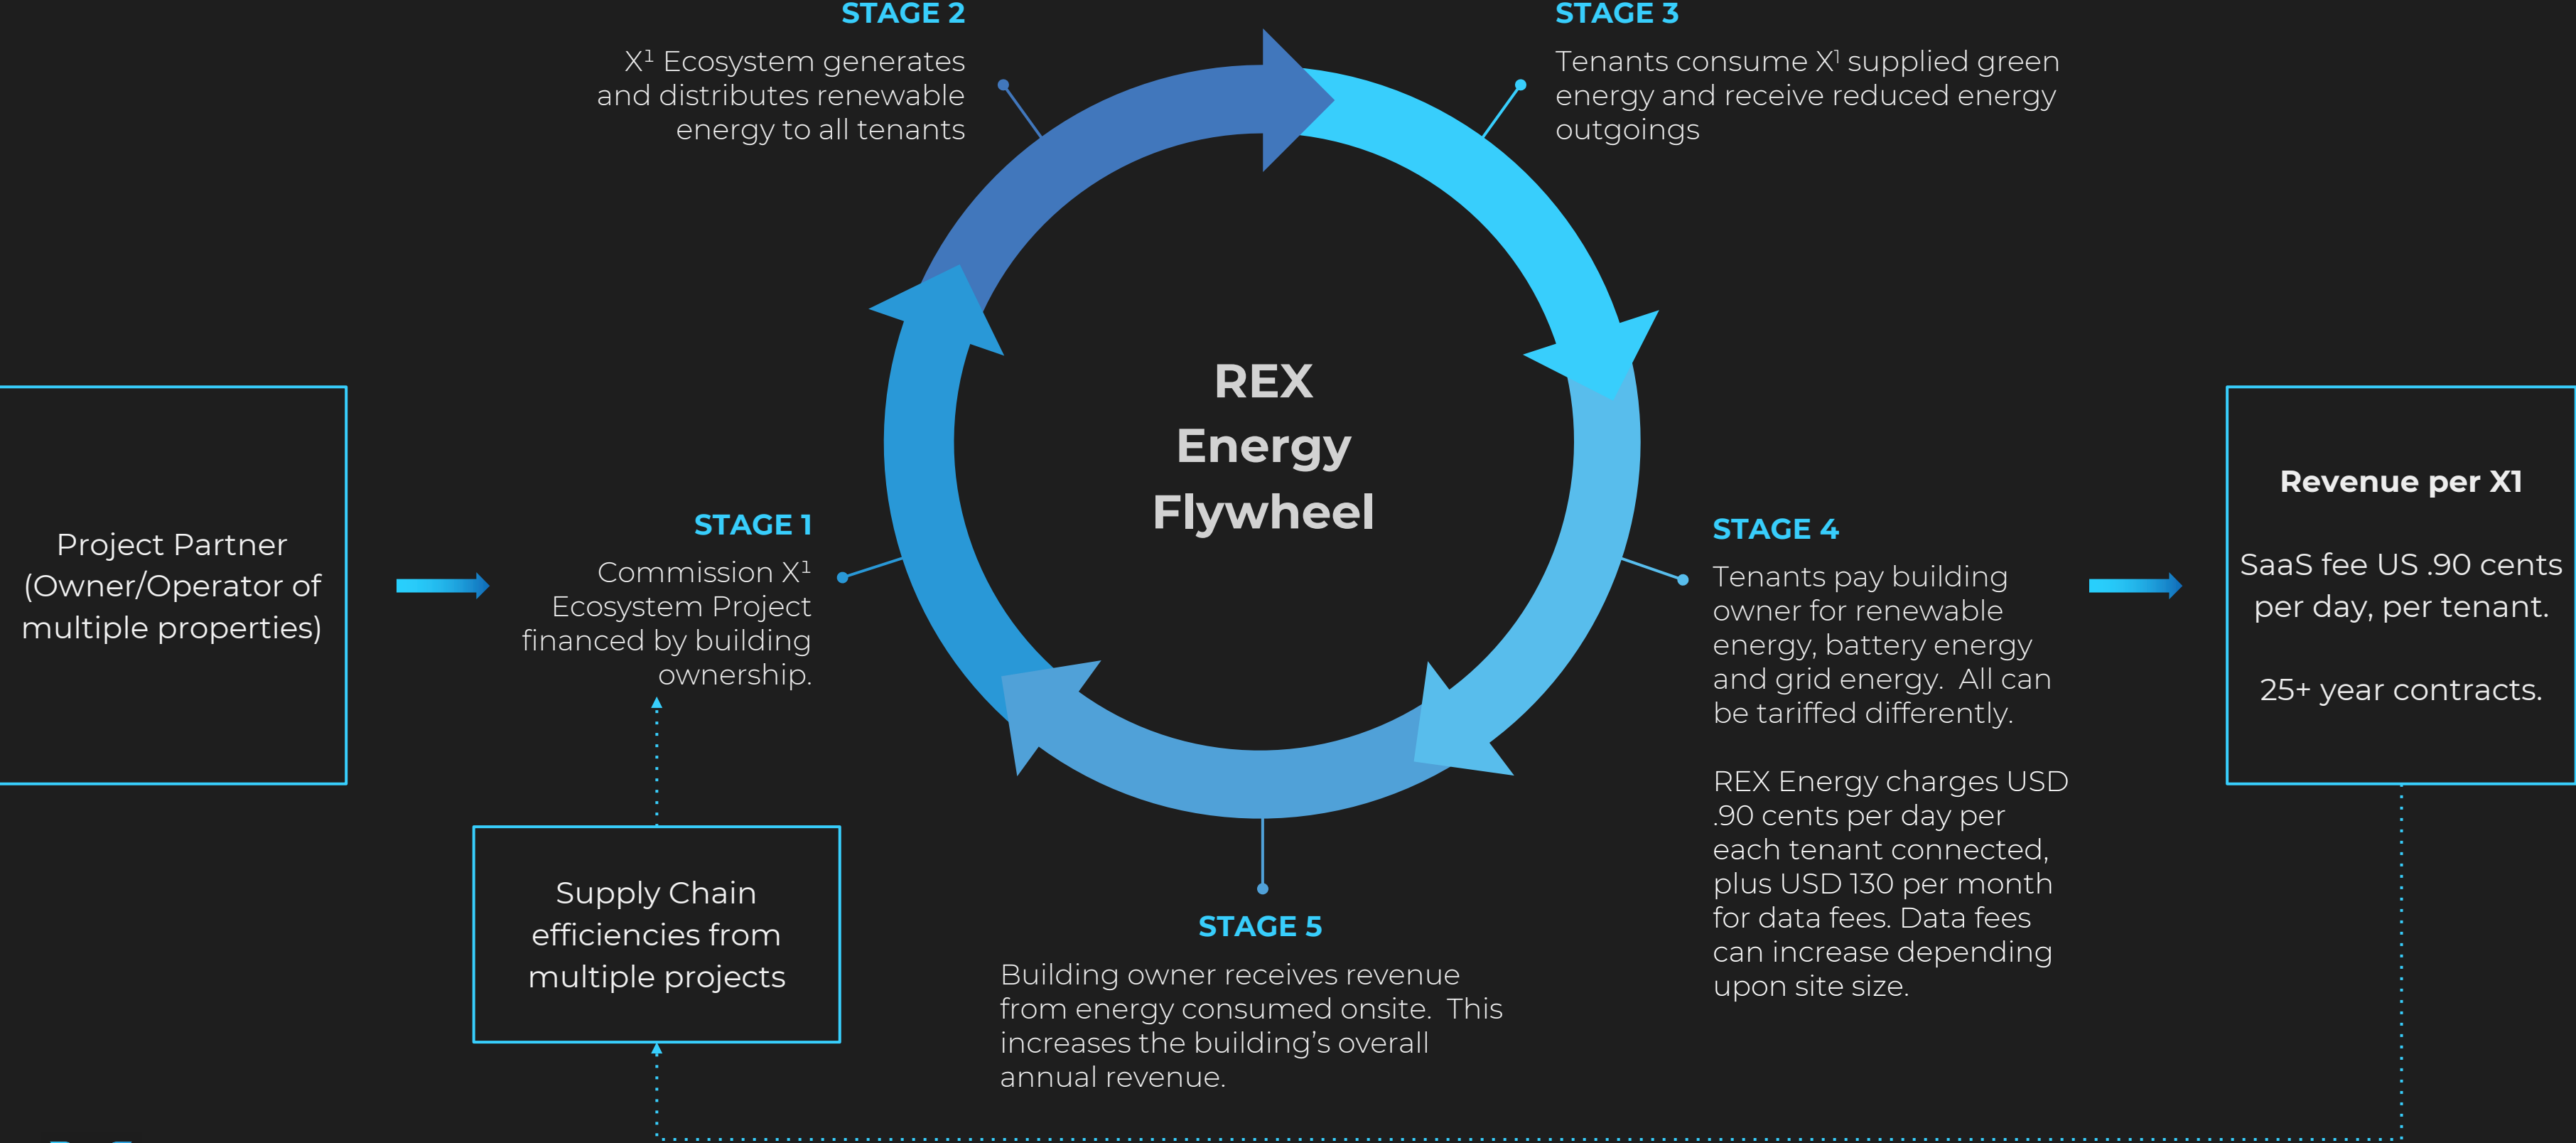 STAGE 2
X¹ Ecosystem generates
and distributes renewable
energy to all tenants
STAGE 3
Tenants consume X¹ supplied green
energy and receive reduced energy
outgoings
REX
Energy
Flywheel
Project Partner
(Owner/Operator of
multiple properties)
STAGE 1
Commission X¹
Ecosystem Project
financed by building
ownership.
STAGE 4
Tenants pay building
owner for renewable
energy, battery energy
and grid energy.  All can
be tariffed differently.
REX Energy charges USD
.90 cents per day per
each tenant connected,
plus USD 130 per month
for data fees. Data fees
can increase depending
upon site size.
Revenue per X1
SaaS fee US .90 cents
per day, per tenant.
25+ year contracts.
Supply Chain
efficiencies from
multiple projects
STAGE 5
Building owner receives revenue
from energy consumed onsite.  This
increases the building’s overall
annual revenue.